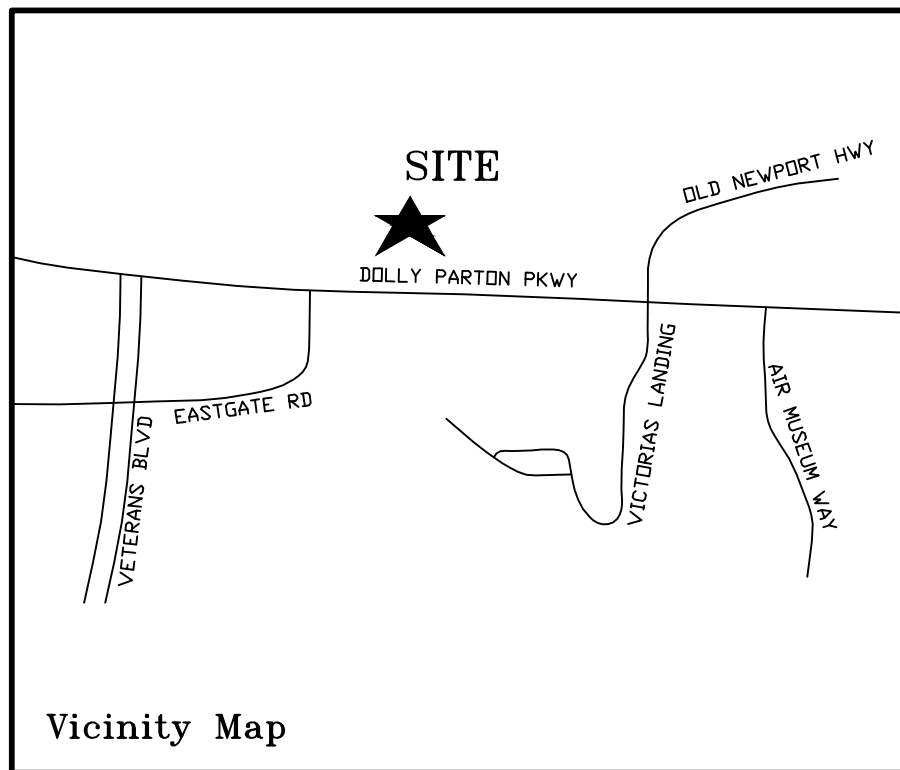 SITE
OLD NEWPORT HWY
DOLLY PARTON PKWY
EASTGATE RD
VETERANS BLVD
VICTORIAS LANDING
AIR MUSEUM WAY
Vicinity Map